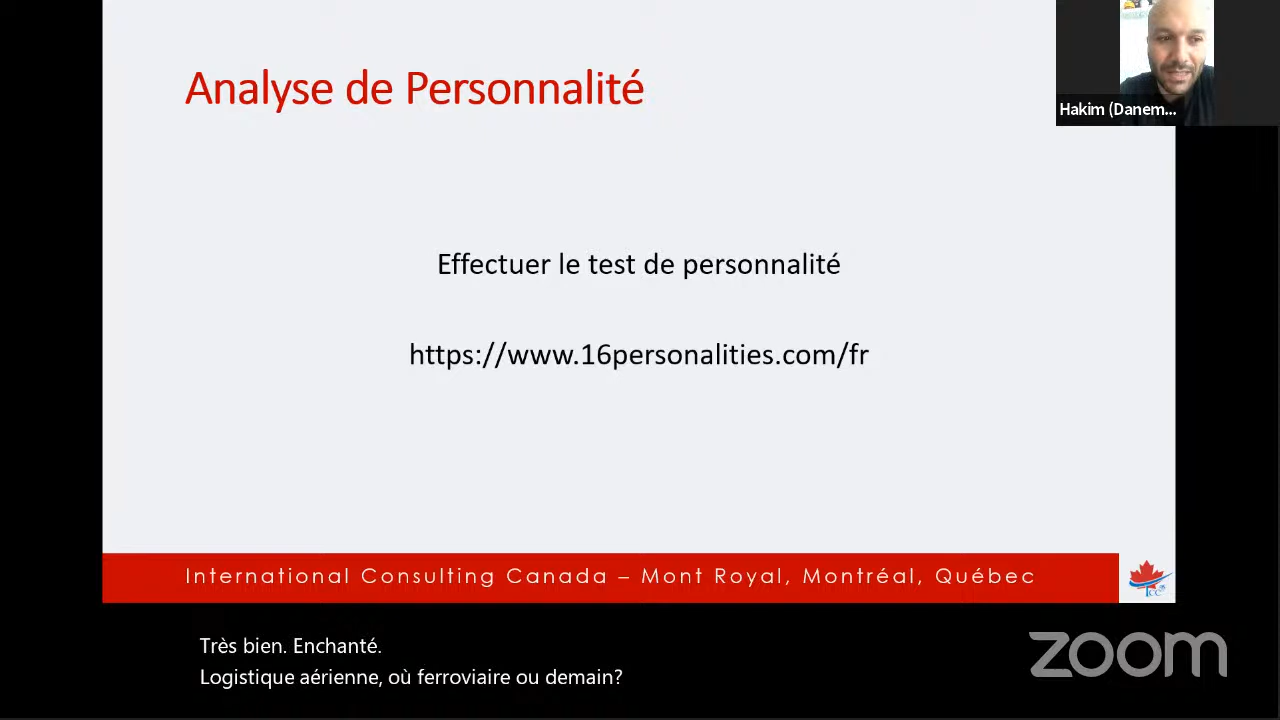 Analyse de Personnalité
Hakim (Danem...
Effectuer le test de personnalité
https://www.16personalities.com/fr
International Consulting Canada – Mont Royal, Montréal, Québec
ICC
Très bien. Enchanté.
Logistique aérienne, où ferroviaire ou demain?
zoom